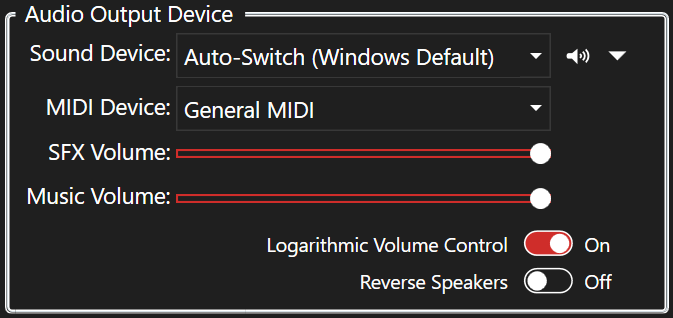 Audio Output Device
Sound Device: Auto-Switch (Windows Default)
MIDI Device: General MIDI
SFX Volume:
Music Volume:
Logarithmic Volume Control On
Reverse Speakers Off